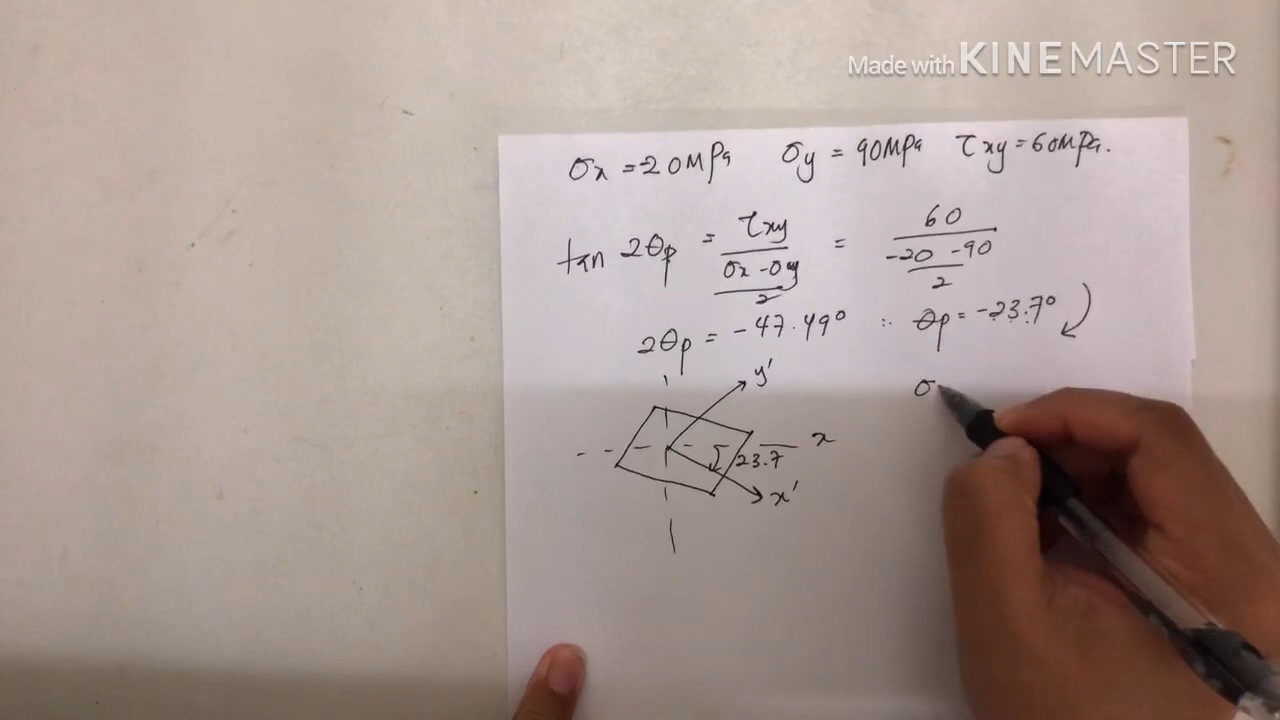 Made with KINEMASTER
σx = 20MPa σy = 90MPa τxy = 60MPa.
tan 2θp = τxy / ((σx - σy) / 2) = 60 / ((-20 - 90) / 2)
2θp = -47.49° ∴ θp = -23.7°
y'
σ
x
23.7
x'